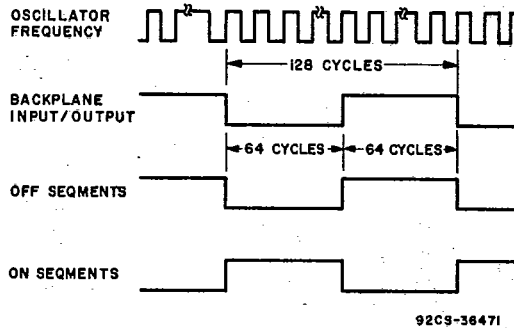 OSCILLATOR
FREQUENCY
128 CYCLES
BACKPLANE
INPUT/OUTPUT
64 CYCLES
64 CYCLES
OFF SEQMENTS
ON SEQMENTS
92CS-36471